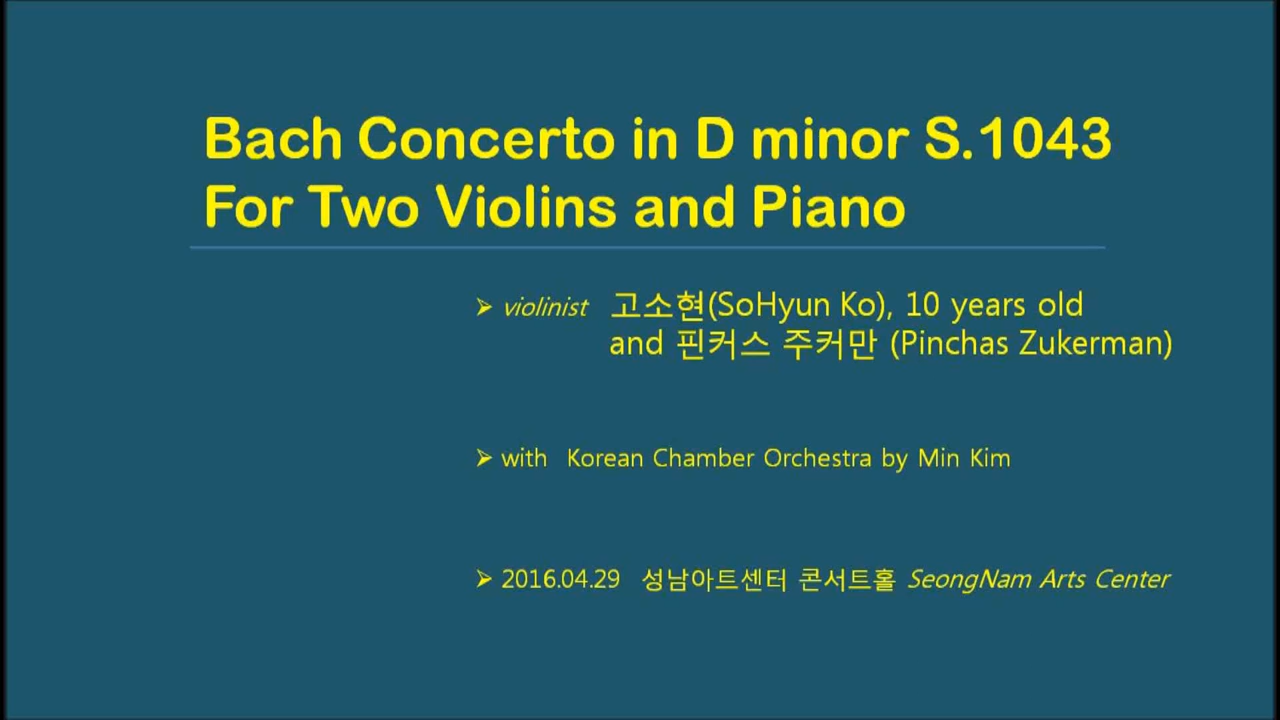 Bach Concerto in D minor S.1043
For Two Violins and Piano
➢ violinist 고소현(SoHyun Ko), 10 years old
and 핀커스 주커만 (Pinchas Zukerman)
➢ with Korean Chamber Orchestra by Min Kim
➢ 2016.04.29 성남아트센터 콘서트홀 SeongNam Arts Center